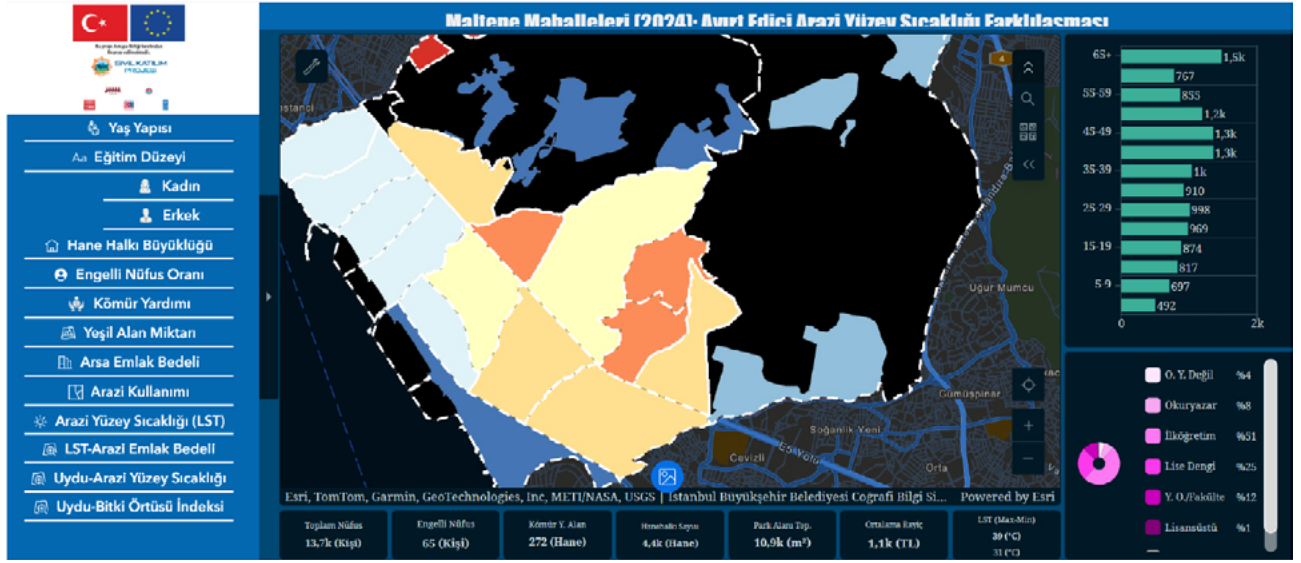 Maltepe Mahalleleri (2024): Ayırt Edici Arazi Yüzey Sıcaklığı Farklılaşması
SİVİL KATILIM
PROJESİ
Yaş Yapısı
Eğitim Düzeyi
Kadın
Erkek
Hane Halkı Büyüklüğü
Engelli Nüfus Oranı
Kömür Yardımı
Yeşil Alan Miktarı
Arsa Emlak Bedeli
Arazi Kullanımı
Arazi Yüzey Sıcaklığı (LST)
LST-Arazi Emlak Bedeli
Uydu-Arazi Yüzey Sıcaklığı
Uydu-Bitki Örtüsü İndeksi
4
Uğur Mumcu
Gümüşpınar
Soğanlık Yeni
E5 Yolu
Cevizli
Orta
Esri, TomTom, Garmin, GeoTechnologies, Inc, METI/NASA, USGS | İstanbul Büyükşehir Belediyesi Coğrafi Bilgi Si... Powered by Esri
Toplam Nüfus
13,7k (Kişi)
Engelli Nüfus
65 (Kişi)
Kömür Y. Alan
272 (Hane)
Hanehalkı Sayısı
4,4k (Hane)
Park Alanı Top.
10,9k (m²)
Ortalama Rayiç
1,1k (TL)
LST (Max-Min)
39 (°C)
31 (°C)
65+ 1,5k
767
55-59 855
1,2k
45-49 1,3k
1,3k
35-39 1k
910
25-29 998
969
15-19 874
817
5-9 697
492
0 2k
O. Y. Değil %4
Okuryazar %8
İlköğretim %51
Lise Dengi %25
Y. O./Fakülte %12
Lisansüstü %1